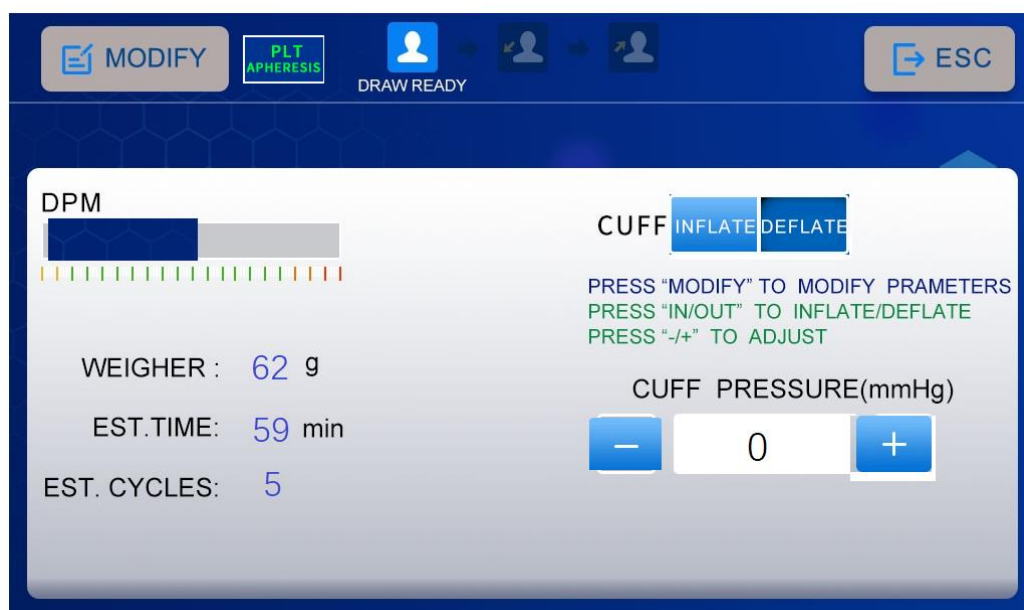 MODIFY
PLT
APHERESIS
DRAW READY
ESC
DPM
CUFF INFLATE DEFLATE
PRESS “MODIFY” TO MODIFY PRAMETERS
PRESS “IN/OUT” TO INFLATE/DEFLATE
PRESS “-/+” TO ADJUST
WEIGHER : 62 g
EST.TIME: 59 min
EST. CYCLES: 5
CUFF PRESSURE(mmHg)
− 0 +